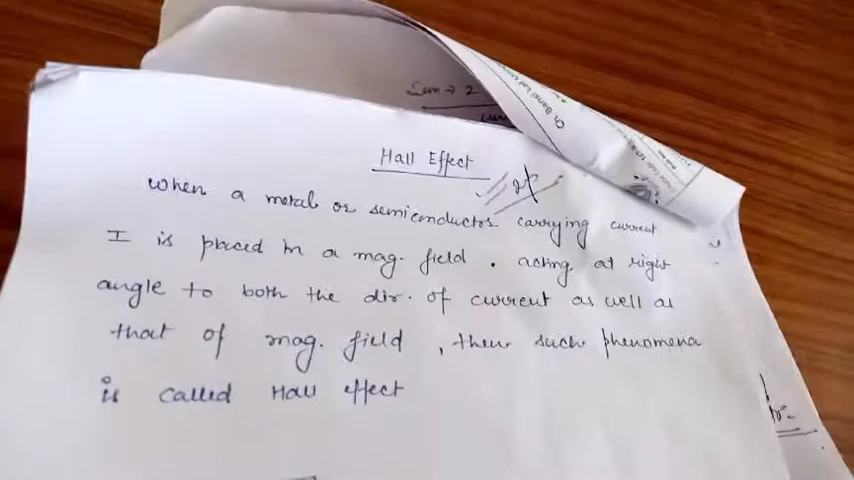 Hall Effect
When a metal or semiconductor carrying current
I is placed in a mag. field . acting at right
angle to both the dir. of current as well as
that of mag. field , then such phenomena
is called Hall effect